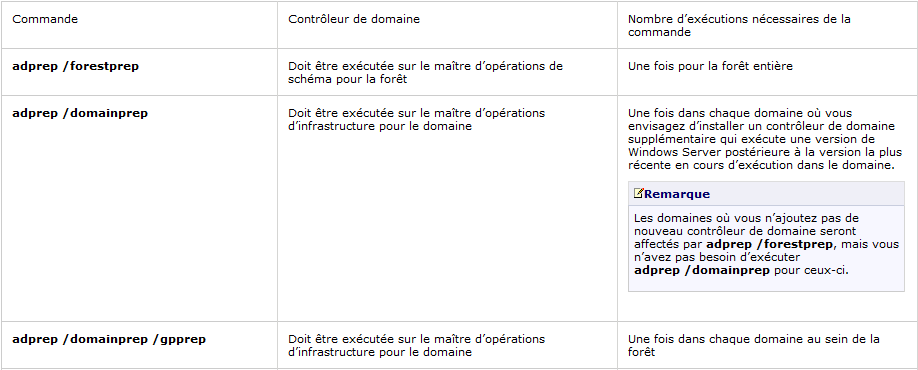 Commande
Contrôleur de domaine
Nombre d’exécutions nécessaires de la
commande
adprep /forestprep
Doit être exécutée sur le maître d’opérations de
schéma pour la forêt
Une fois pour la forêt entière
adprep /domainprep
Doit être exécutée sur le maître d’opérations
d’infrastructure pour le domaine
Une fois dans chaque domaine où vous
envisagez d’installer un contrôleur de domaine
supplémentaire qui exécute une version de
Windows Server postérieure à la version la plus
récente en cours d’exécution dans le domaine.
Remarque
Les domaines où vous n’ajoutez pas de
nouveau contrôleur de domaine seront
affectés par adprep /forestprep, mais vous
n’avez pas besoin d’exécuter
adprep /domainprep pour ceux-ci.
adprep /domainprep /gpprep
Doit être exécutée sur le maître d’opérations
d’infrastructure pour le domaine
Une fois dans chaque domaine au sein de la
forêt